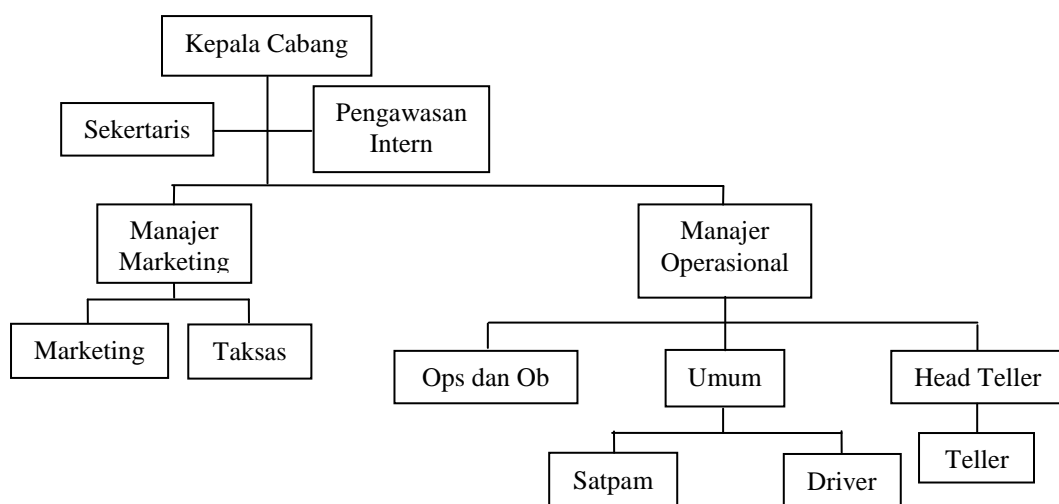 Kepala Cabang
Sekertaris
Pengawasan
Intern
Manajer
Marketing
Manajer
Operasional
Marketing
Taksas
Ops dan Ob
Umum
Head Teller
Satpam
Driver
Teller